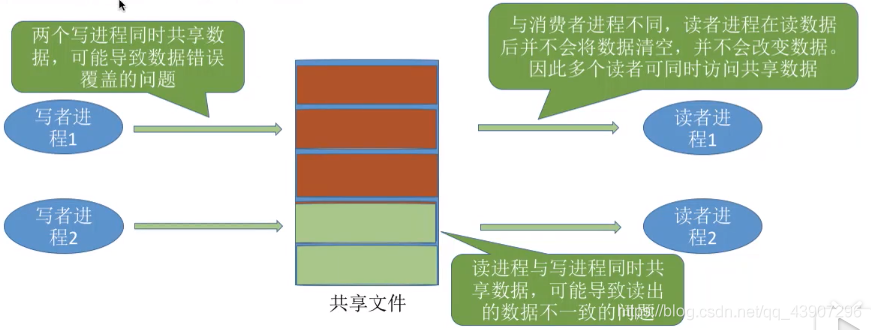 两个写进程同时共享数
据，可能导致数据错误
覆盖的问题
与消费者进程不同，读者进程在读数据
后并不会将数据清空，并不会改变数据。
因此多个读者可同时访问共享数据
写者进
程1
读者进
程1
写者进
程2
读者进
程2
读进程与写进程同时共
享数据，可能导致读出
的数据不一致的问题
共享文件
https://blog.csdn.net/qq_43907296